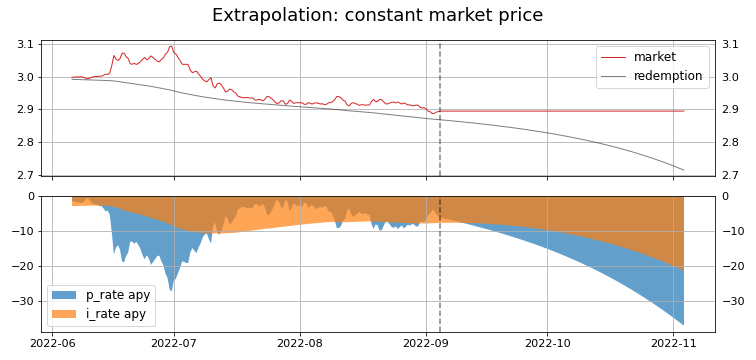 Extrapolation: constant market price
3.1 3.1
market
3.0 redemption 3.0
2.9 2.9
2.8 2.8
2.7 2.7
0 0
−10 −10
−20 −20
p_rate apy
−30 i_rate apy −30
2022-06 2022-07 2022-08 2022-09 2022-10 2022-11